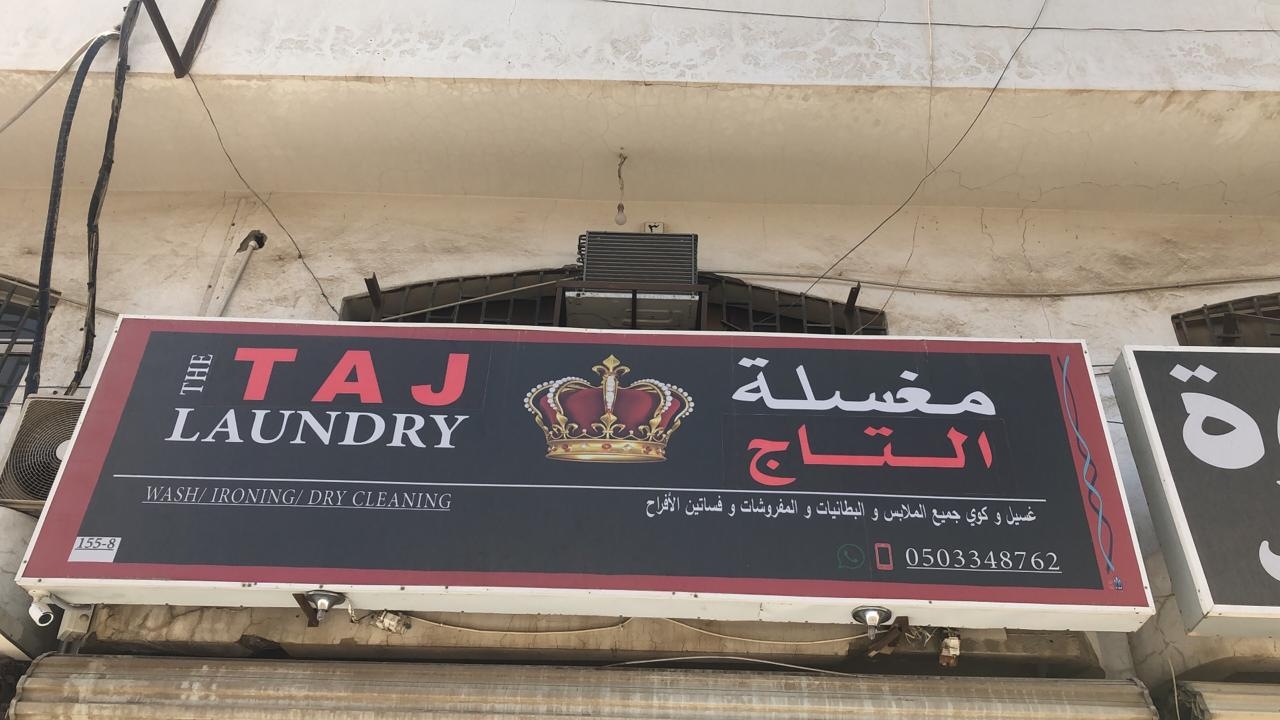 THE TAJ
LAUNDRY
مغسلة
التاج
WASH/ IRONING/ DRY CLEANING
غسيل و كوي جميع الملابس و البطانيات و المفروشات و فساتين الأفراح
155-8
0503348762
٣